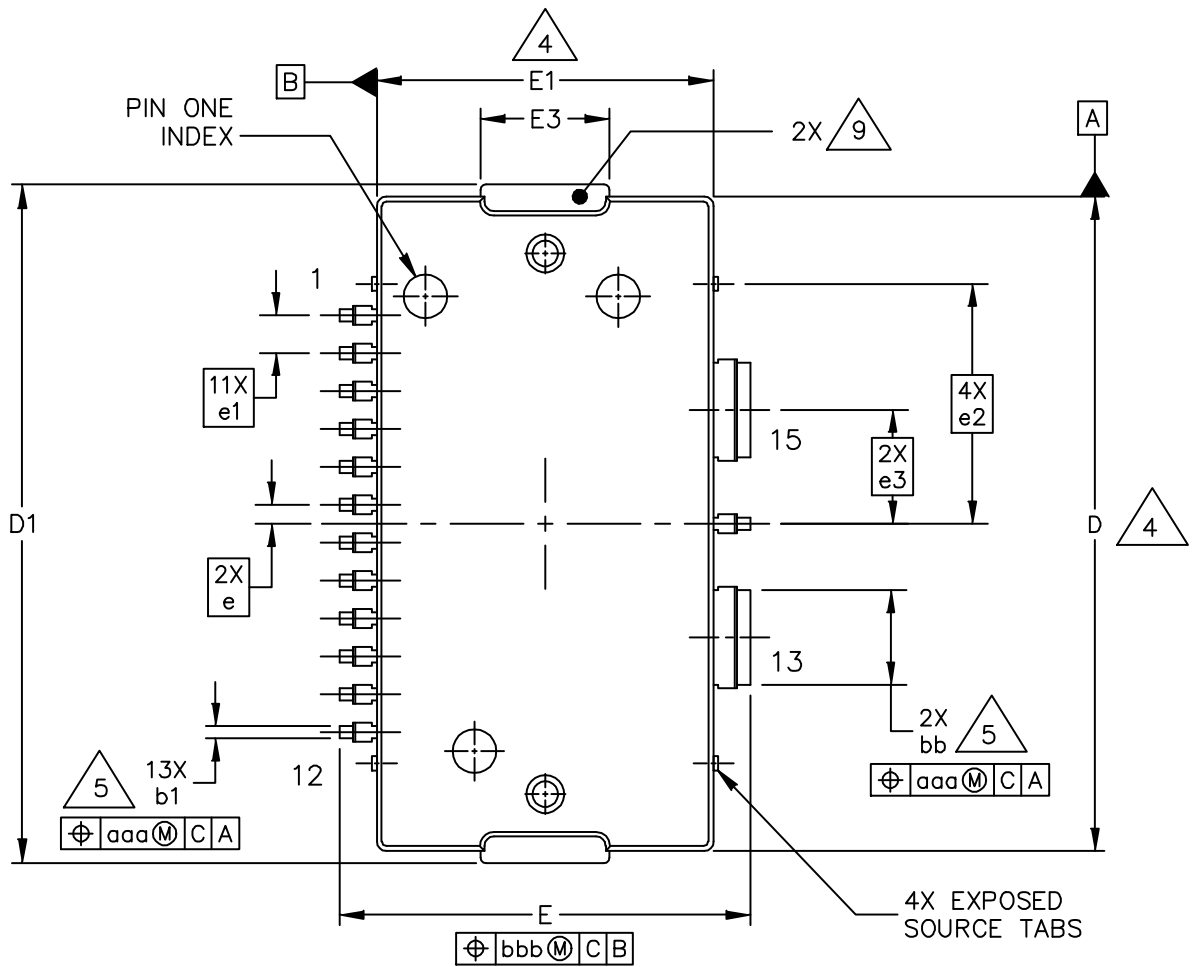 4
B
E1
PIN ONE
INDEX
E3
2X 9
A
1
11X
e1
4X
e2
15
2X
e3
D1
D 4
2X
e
13
2X
bb 5
⌖ aaa Ⓜ C A
5 13X
b1
12
⌖ aaa Ⓜ C A
4X EXPOSED
SOURCE TABS
E
⌖ bbb Ⓜ C B